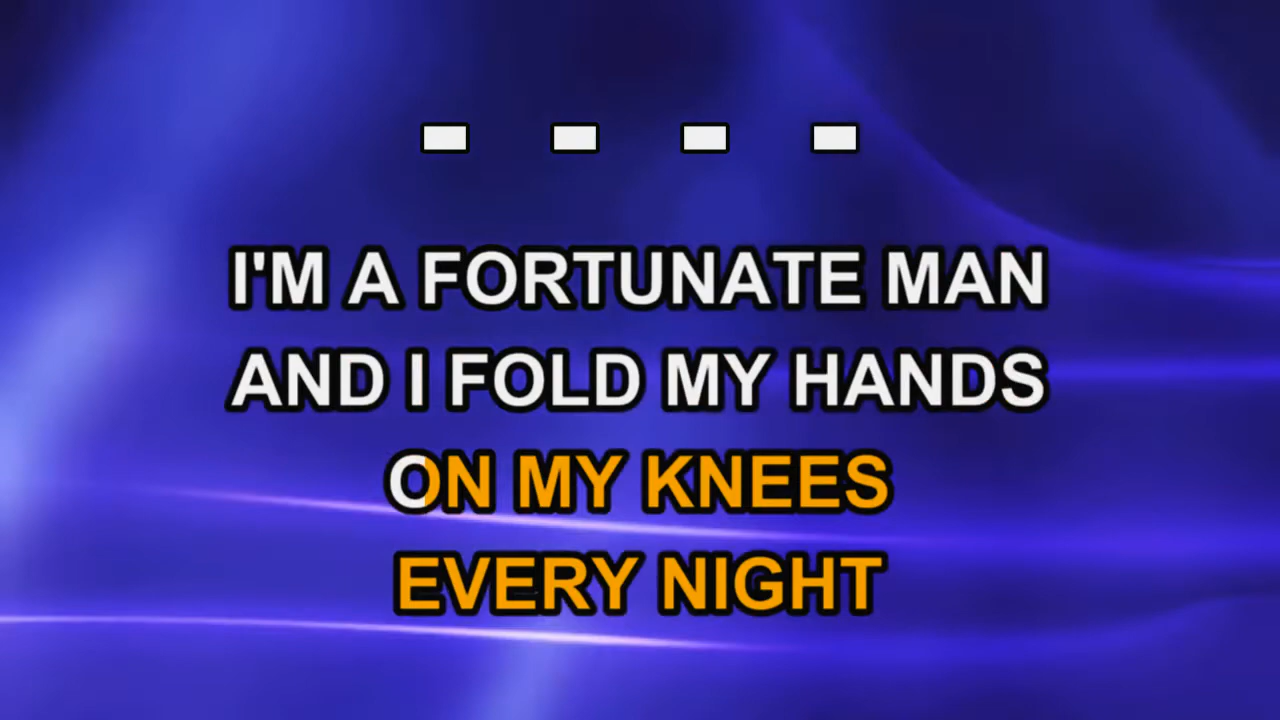 - - - -
I'M A FORTUNATE MAN
AND I FOLD MY HANDS
ON MY KNEES
EVERY NIGHT